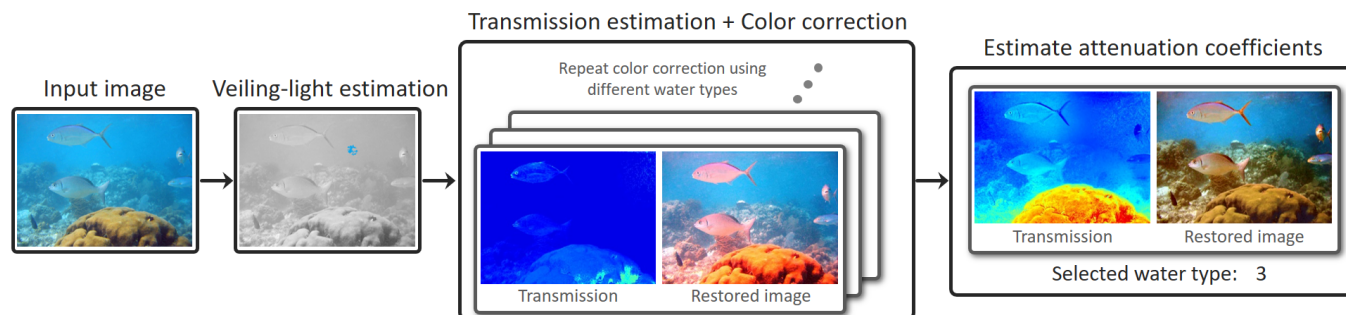 Input image
Veiling-light estimation
Transmission estimation + Color correction
Repeat color correction using
different water types
Transmission
Restored image
Estimate attenuation coefficients
Transmission
Restored image
Selected water type: 3